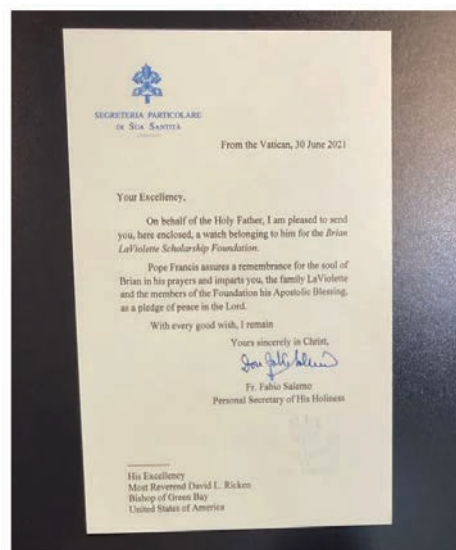 SEGRETERIA PARTICOLARE
DI SUA SANTITÀ
From the Vatican, 30 June 2021
Your Excellency,
On behalf of the Holy Father, I am pleased to send
you, here enclosed, a watch belonging to him for the Brian
LaViolette Scholarship Foundation.
Pope Francis assures a remembrance for the soul of
Brian in his prayers and imparts you, the family LaViolette
and the members of the Foundation his Apostolic Blessing,
as a pledge of peace in the Lord.
With every good wish, I remain
Yours sincerely in Christ,
Fr. Fabio Salerno
Personal Secretary of His Holiness
His Excellency
Most Reverend David L. Ricken
Bishop of Green Bay
United States of America